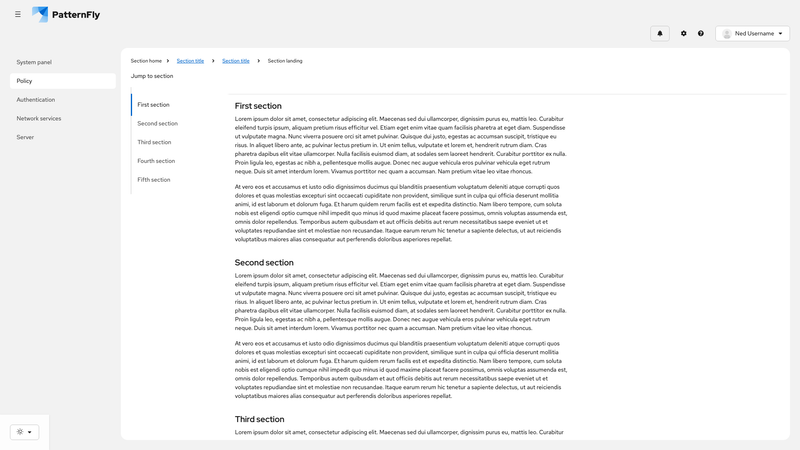 PatternFly
Ned Username
System panel
Policy
Authentication
Network services
Server
Section home
Section title
Section title
Section landing
Jump to section
First section
Second section
Third section
Fourth section
Fifth section
First section
Lorem ipsum dolor sit amet, consectetur adipiscing elit. Maecenas sed dui ullamcorper, dignissim purus eu, mattis leo. Curabitur
eleifend turpis ipsum, aliquam pretium risus efficitur vel. Etiam eget enim vitae quam facilisis pharetra at eget diam. Suspendisse
ut vulputate magna. Nunc viverra posuere orci sit amet pulvinar. Quisque dui justo, egestas ac accumsan suscipit, tristique eu
risus. In aliquet libero ante, ac pulvinar lectus pretium in. Ut enim tellus, vulputate et lorem et, hendrerit rutrum diam. Cras
pharetra dapibus elit vitae ullamcorper. Nulla facilisis euismod diam, at sodales sem laoreet hendrerit. Curabitur porttitor ex nulla.
Proin ligula leo, egestas ac nibh a, pellentesque mollis augue. Donec nec augue vehicula eros pulvinar vehicula eget rutrum
neque. Duis sit amet interdum lorem. Vivamus porttitor nec quam a accumsan. Nam pretium vitae leo vitae rhoncus.
At vero eos et accusamus et iusto odio dignissimos ducimus qui blanditiis praesentium voluptatum deleniti atque corrupti quos
dolores et quas molestias excepturi sint occaecati cupiditate non provident, similique sunt in culpa qui officia deserunt mollitia
animi, id est laborum et dolorum fuga. Et harum quidem rerum facilis est et expedita distinctio. Nam libero tempore, cum soluta
nobis est eligendi optio cumque nihil impedit quo minus id quod maxime placeat facere possimus, omnis voluptas assumenda est,
omnis dolor repellendus. Temporibus autem quibusdam et aut officiis debitis aut rerum necessitatibus saepe eveniet ut et
voluptates repudiandae sint et molestiae non recusandae. Itaque earum rerum hic tenetur a sapiente delectus, ut aut reiciendis
voluptatibus maiores alias consequatur aut perferendis doloribus asperiores repellat.
Second section
Lorem ipsum dolor sit amet, consectetur adipiscing elit. Maecenas sed dui ullamcorper, dignissim purus eu, mattis leo. Curabitur
eleifend turpis ipsum, aliquam pretium risus efficitur vel. Etiam eget enim vitae quam facilisis pharetra at eget diam. Suspendisse
ut vulputate magna. Nunc viverra posuere orci sit amet pulvinar. Quisque dui justo, egestas ac accumsan suscipit, tristique eu
risus. In aliquet libero ante, ac pulvinar lectus pretium in. Ut enim tellus, vulputate et lorem et, hendrerit rutrum diam. Cras
pharetra dapibus elit vitae ullamcorper. Nulla facilisis euismod diam, at sodales sem laoreet hendrerit. Curabitur porttitor ex nulla.
Proin ligula leo, egestas ac nibh a, pellentesque mollis augue. Donec nec augue vehicula eros pulvinar vehicula eget rutrum
neque. Duis sit amet interdum lorem. Vivamus porttitor nec quam a accumsan. Nam pretium vitae leo vitae rhoncus.
At vero eos et accusamus et iusto odio dignissimos ducimus qui blanditiis praesentium voluptatum deleniti atque corrupti quos
dolores et quas molestias excepturi sint occaecati cupiditate non provident, similique sunt in culpa qui officia deserunt mollitia
animi, id est laborum et dolorum fuga. Et harum quidem rerum facilis est et expedita distinctio. Nam libero tempore, cum soluta
nobis est eligendi optio cumque nihil impedit quo minus id quod maxime placeat facere possimus, omnis voluptas assumenda est,
omnis dolor repellendus. Temporibus autem quibusdam et aut officiis debitis aut rerum necessitatibus saepe eveniet ut et
voluptates repudiandae sint et molestiae non recusandae. Itaque earum rerum hic tenetur a sapiente delectus, ut aut reiciendis
voluptatibus maiores alias consequatur aut perferendis doloribus asperiores repellat.
Third section
Lorem ipsum dolor sit amet, consectetur adipiscing elit. Maecenas sed dui ullamcorper, dignissim purus eu, mattis leo. Curabitur